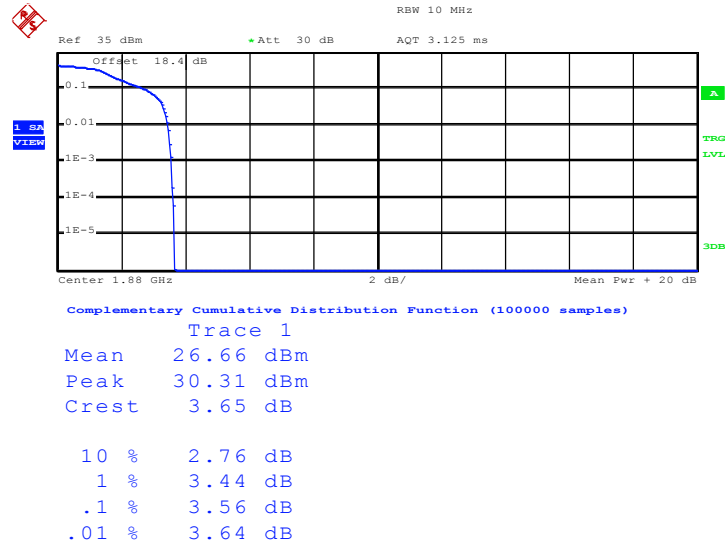 RBW 10 MHz
Ref 35 dBm * Att 30 dB AQT 3.125 ms
Offset 18.4 dB
0.1
A
1 SA
0.01
VIEW
TRG
LVL
1E-3
1E-4
1E-5
3DB
Center 1.88 GHz 2 dB/ Mean Pwr + 20 dB
Complementary Cumulative Distribution Function (100000 samples)
Trace 1
Mean 26.66 dBm
Peak 30.31 dBm
Crest 3.65 dB
10 % 2.76 dB
1 % 3.44 dB
.1 % 3.56 dB
.01 % 3.64 dB